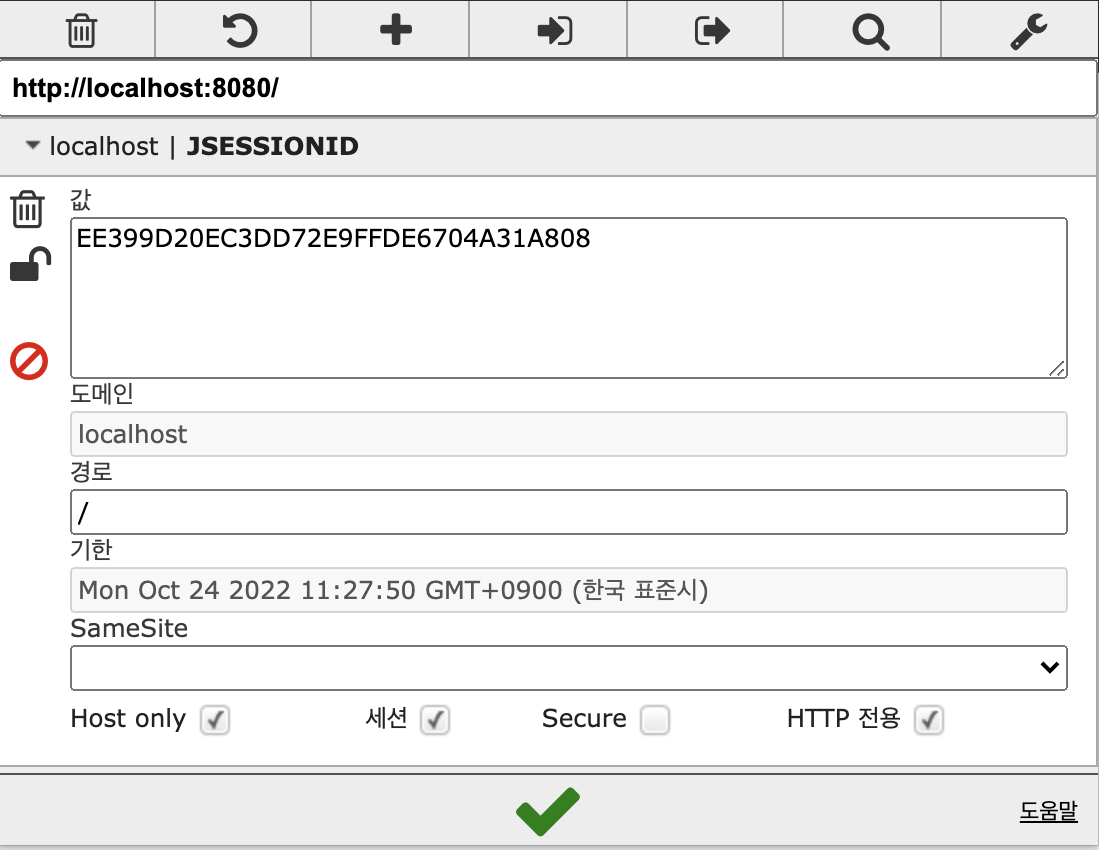 http://localhost:8080/
localhost | JSESSIONID
값
EE399D20EC3DD72E9FFDE6704A31A808
도메인
localhost
경로
/
기한
Mon Oct 24 2022 11:27:50 GMT+0900 (한국 표준시)
SameSite
Host only 세션 Secure HTTP 전용
도움말